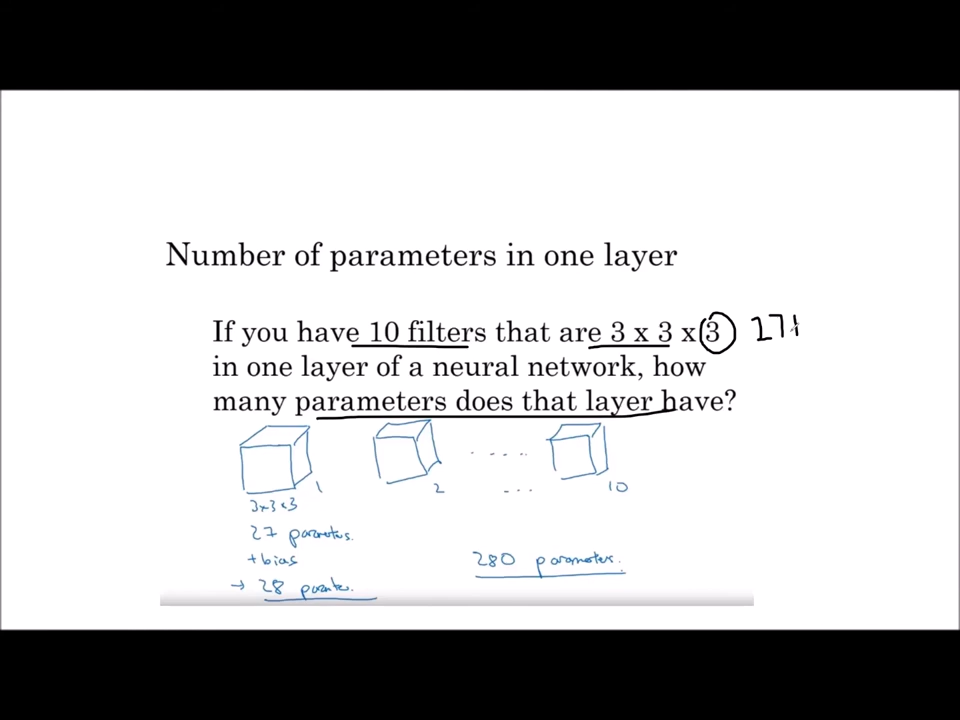 Number of parameters in one layer
If you have 10 filters that are 3 x 3 x 3 27+
in one layer of a neural network, how
many parameters does that layer have?
1 2 ..... ... 10
3x3x3
27 parameters.
+ bias 280 parameters.
→ 28